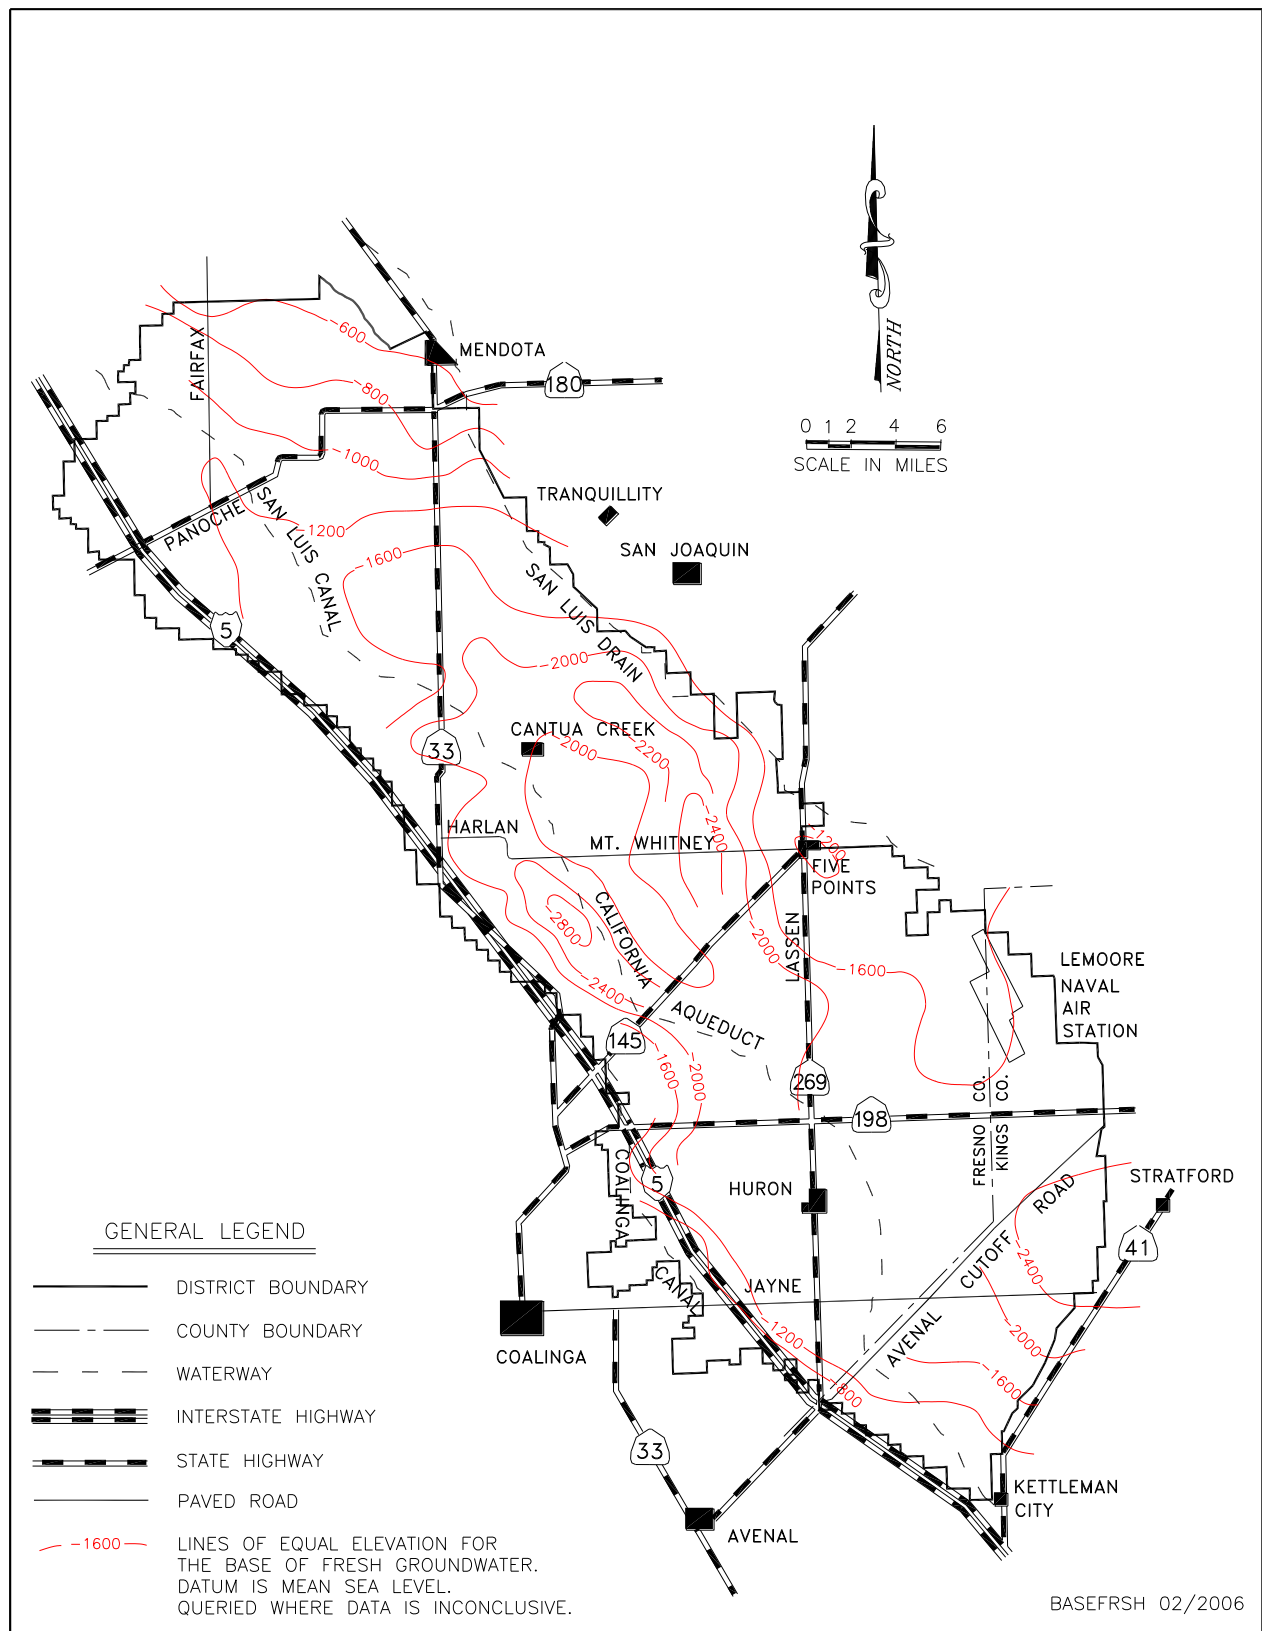 NORTH
0 1 2 4 6
SCALE IN MILES
FAIRFAX
-600
MENDOTA
180
-800
-1000
TRANQUILLITY
SAN JOAQUIN
PANOCHE
SAN LUIS CANAL
-1200
-1600
SAN LUIS DRAIN
5
-2000
CANTUA CREEK
33
-2000
-2200
-2400
HARLAN
MT. WHITNEY
-1200
FIVE
POINTS
-2800
CALIFORNIA
-2000
LASSEN
-1600
LEMOORE
NAVAL
AIR
STATION
-2400
AQUEDUCT
145
-1600
-2000
269
198
FRESNO CO.
KINGS CO.
COALINGA
CANAL
5
HURON
STRATFORD
AVENAL
CUTOFF
ROAD
41
-2400
JAYNE
-1200
-2000
-1600
-800
COALINGA
33
AVENAL
KETTLEMAN
CITY
GENERAL LEGEND
DISTRICT BOUNDARY
COUNTY BOUNDARY
WATERWAY
INTERSTATE HIGHWAY
STATE HIGHWAY
PAVED ROAD
-1600
LINES OF EQUAL ELEVATION FOR
THE BASE OF FRESH GROUNDWATER.
DATUM IS MEAN SEA LEVEL.
QUERIED WHERE DATA IS INCONCLUSIVE.
BASEFRSH 02/2006